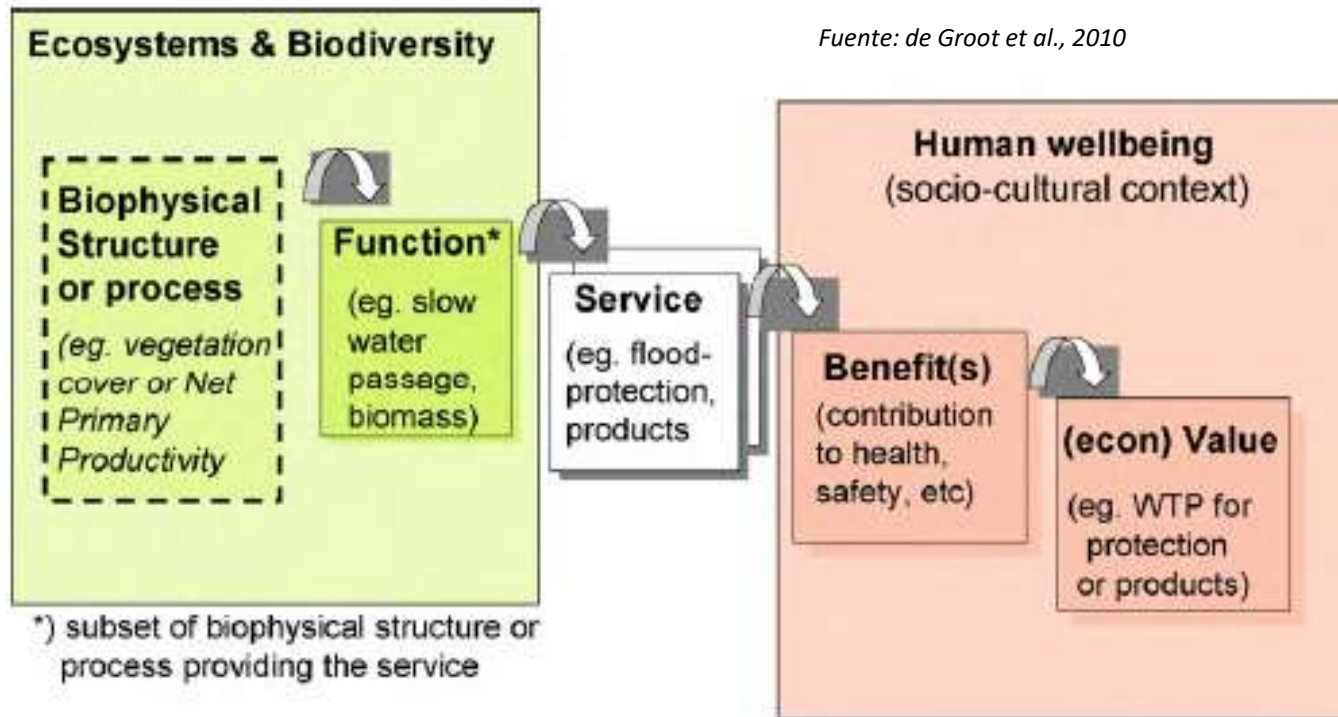 Ecosystems & Biodiversity
Fuente: de Groot et al., 2010
Biophysical
Structure
or process
(eg. vegetation
cover or Net
Primary
Productivity
Function*
(eg. slow
water
passage,
biomass)
Service
(eg. flood-
protection,
products
Human wellbeing
(socio-cultural context)
Benefit(s)
(contribution
to health,
safety, etc)
(econ) Value
(eg. WTP for
protection
or products)
*) subset of biophysical structure or
process providing the service